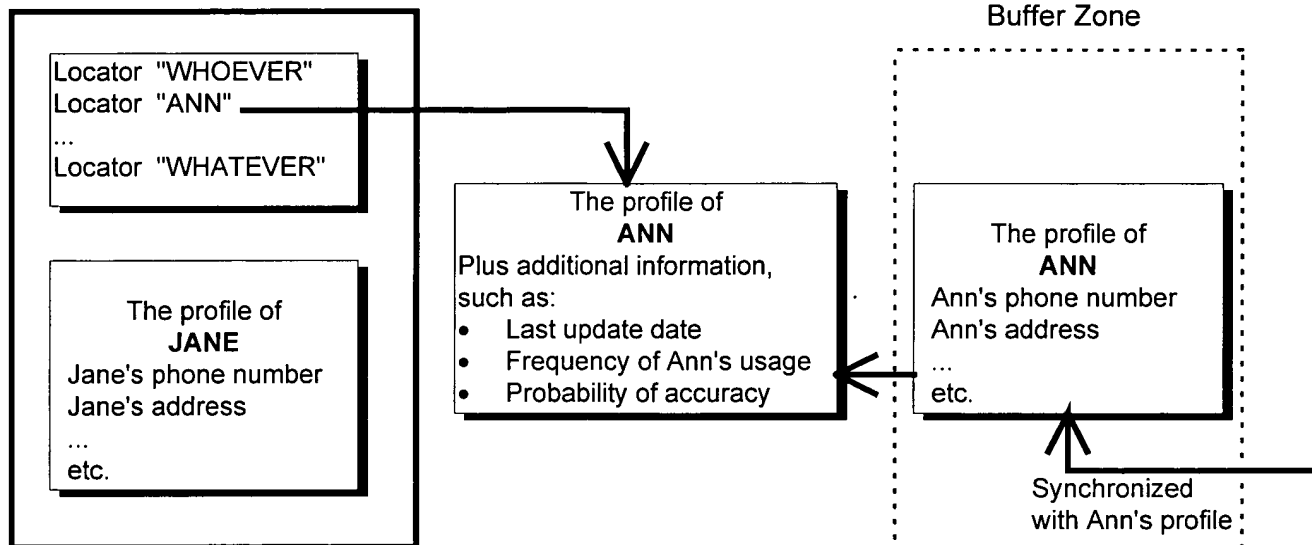 Buffer Zone
Locator "WHOEVER"
Locator "ANN"
...
Locator "WHATEVER"
The profile of
JANE
Jane's phone number
Jane's address
...
etc.
The profile of
ANN
Plus additional information,
such as:
• Last update date
• Frequency of Ann's usage
• Probability of accuracy
The profile of
ANN
Ann's phone number
Ann's address
...
etc.
Synchronized
with Ann's profile